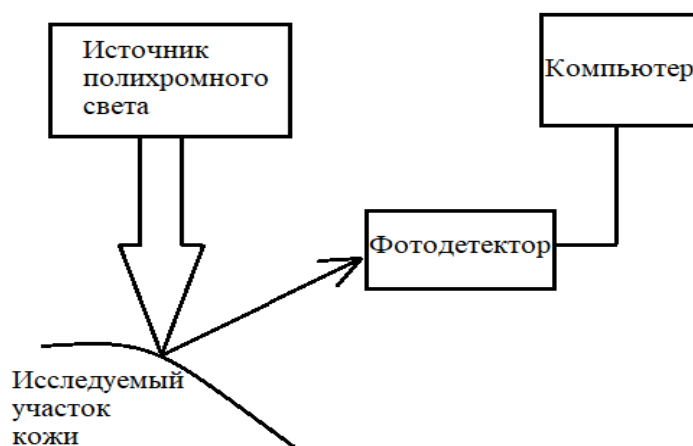 Источник
полихромного
света
Компьютер
Фотодетектор
Исследуемый
участок
кожи